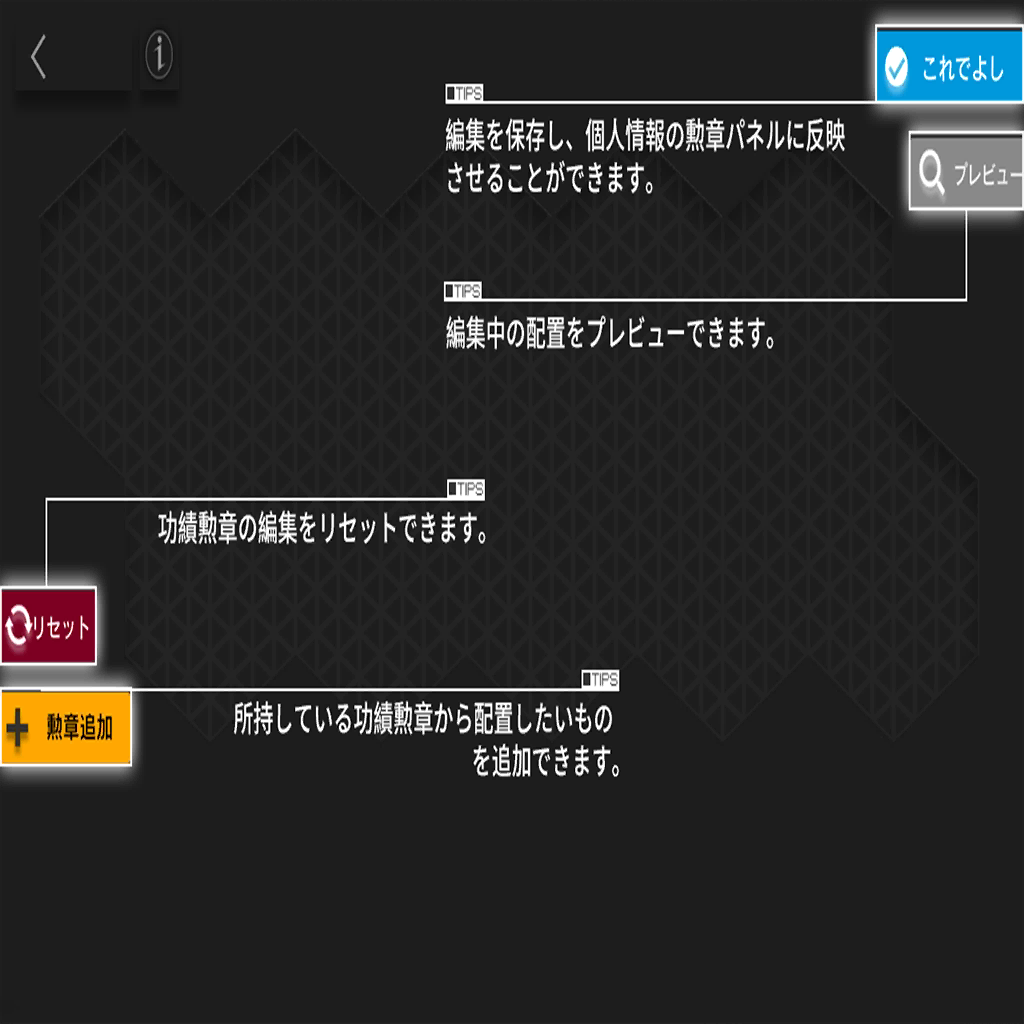 これでよし
TIPS
編集を保存し、個人情報の勲章パネルに反映
させることができます。
プレビュー
TIPS
編集中の配置をプレビューできます。
TIPS
功績勲章の編集をリセットできます。
リセット
TIPS
勲章追加
所持している功績勲章から配置したいもの
を追加できます。